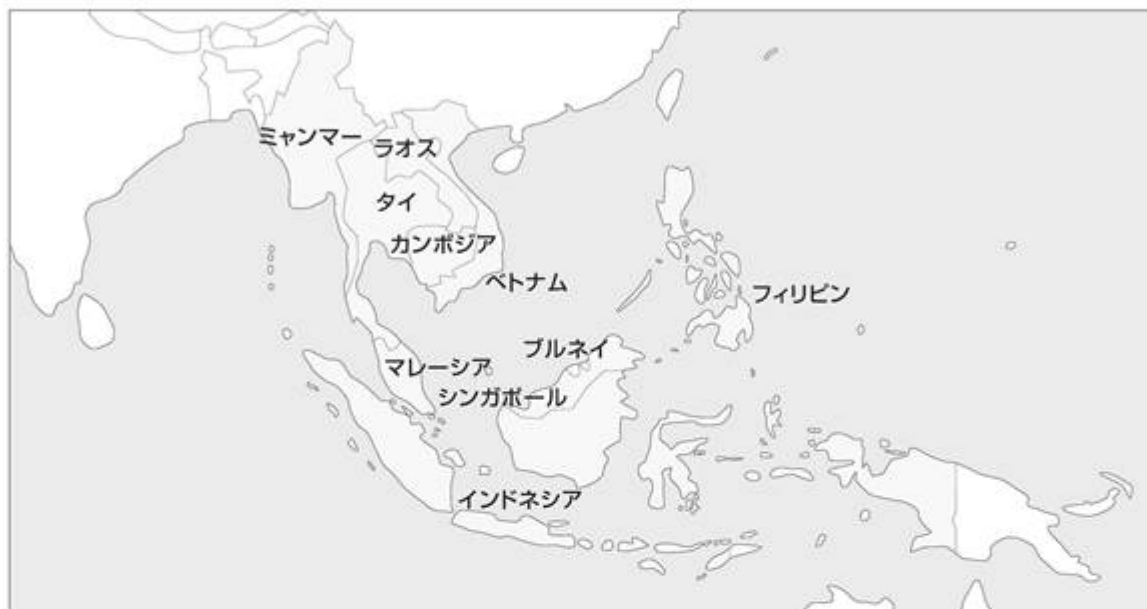 ミャンマー
ラオス
タイ
カンボジア
ベトナム
フィリピン
ブルネイ
マレーシア
シンガポール
インドネシア